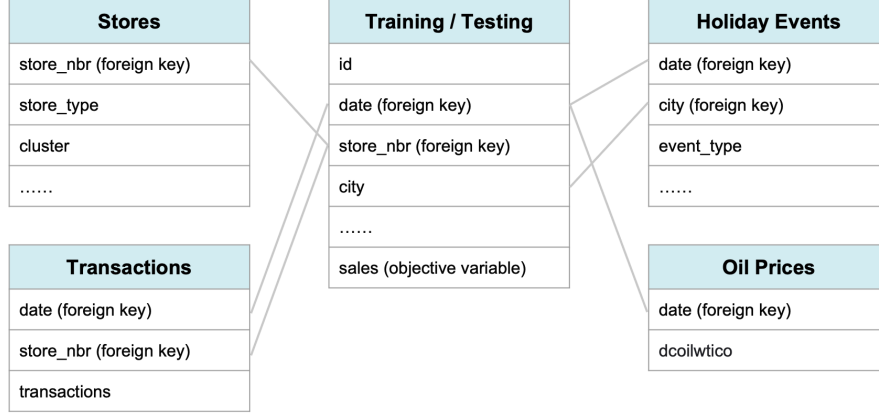 Stores
store_nbr (foreign key)
store_type
cluster
……
Transactions
date (foreign key)
store_nbr (foreign key)
transactions
Training / Testing
id
date (foreign key)
store_nbr (foreign key)
city
……
sales (objective variable)
Holiday Events
date (foreign key)
city (foreign key)
event_type
……
Oil Prices
date (foreign key)
dcoilwtico